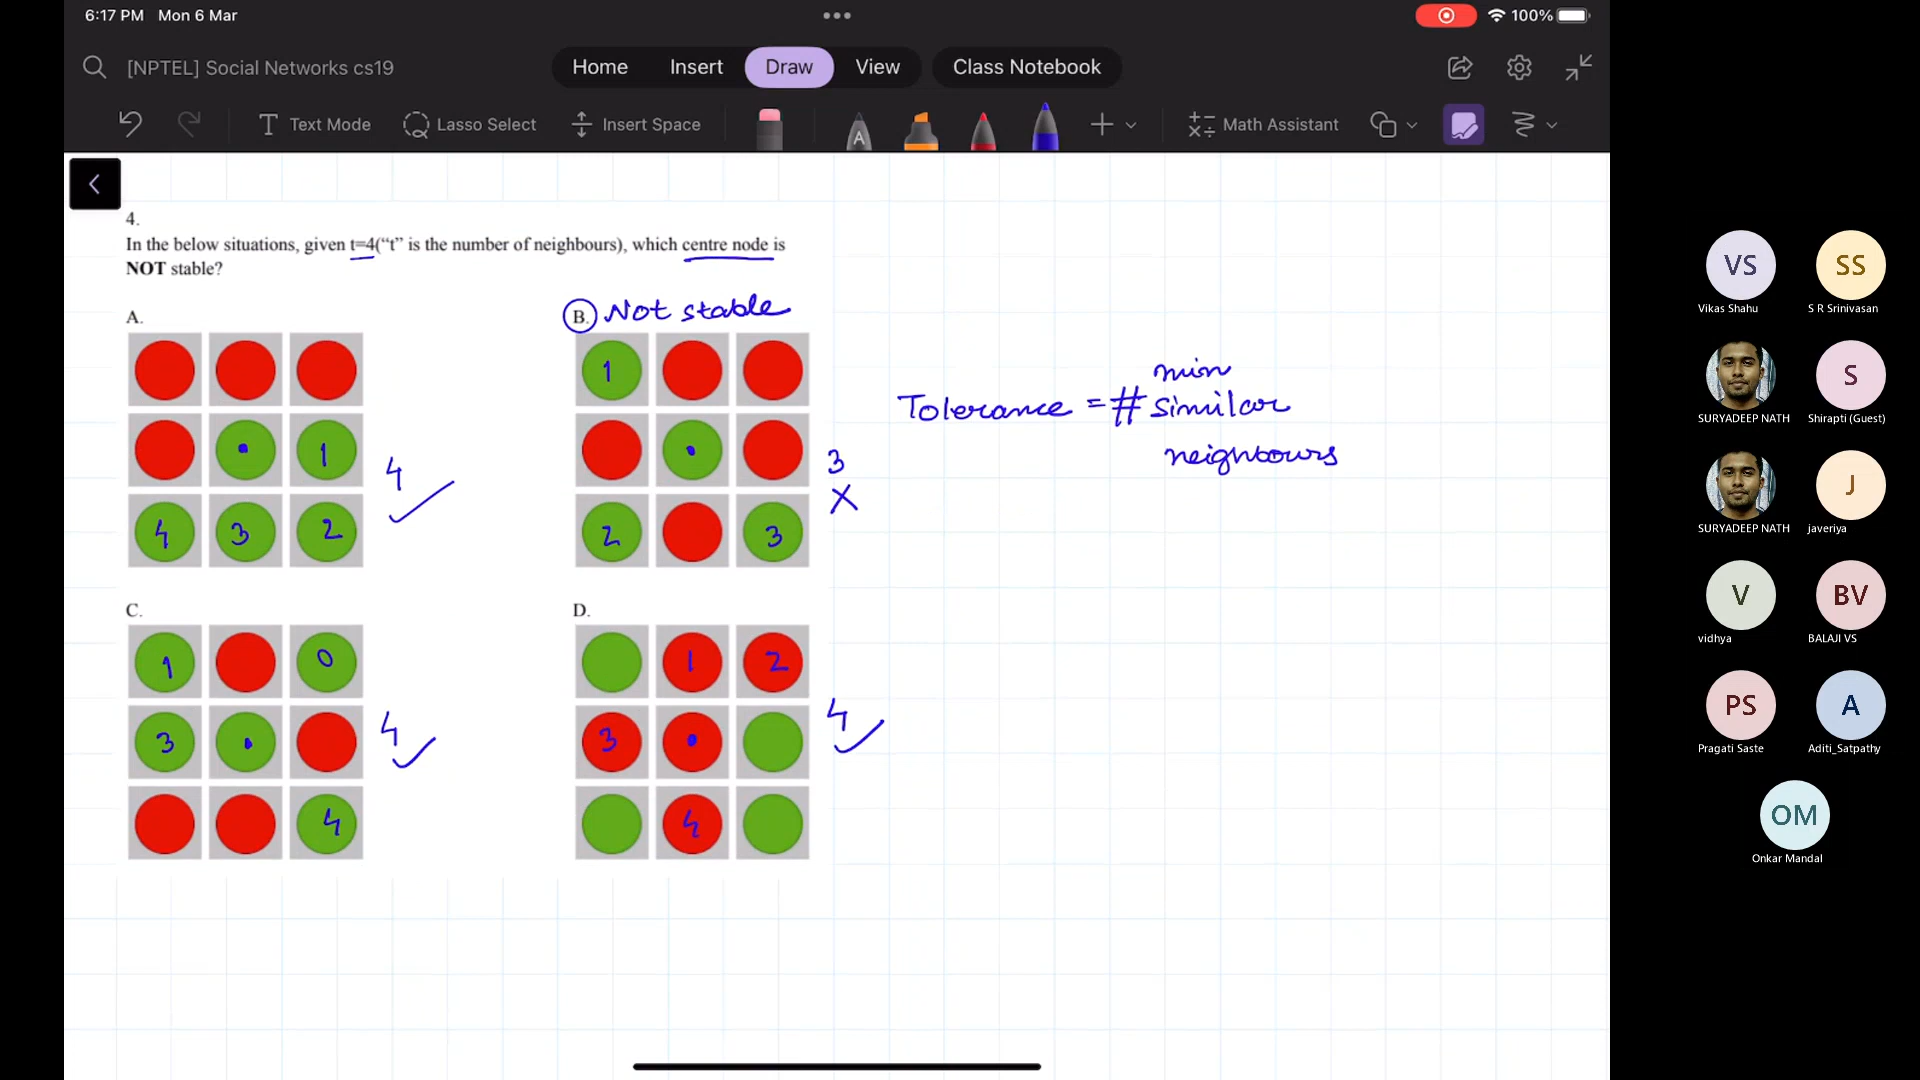 6:17 PM Mon 6 Mar
100%
[NPTEL] Social Networks cs19
Home Insert Draw View Class Notebook
Text Mode Lasso Select Insert Space A Math Assistant
4.
In the below situations, given t=4("t" is the number of neighbours), which centre node is
NOT stable?
A.
B. Not stable
1
1
4
4 3 2
1
3
X
2 3
Tolerance = # similar
min
neighbours
C.
D.
1 0
3
4
4
1 2
3
4
4
VS
Vikas Shahu
SS
S R Srinivasan
SURYADEEP NATH
S
Shirapti (Guest)
SURYADEEP NATH
J
javeriya
V
vidhya
BV
BALAJI VS
PS
Pragati Saste
A
Aditi_Satpathy
OM
Onkar Mandal